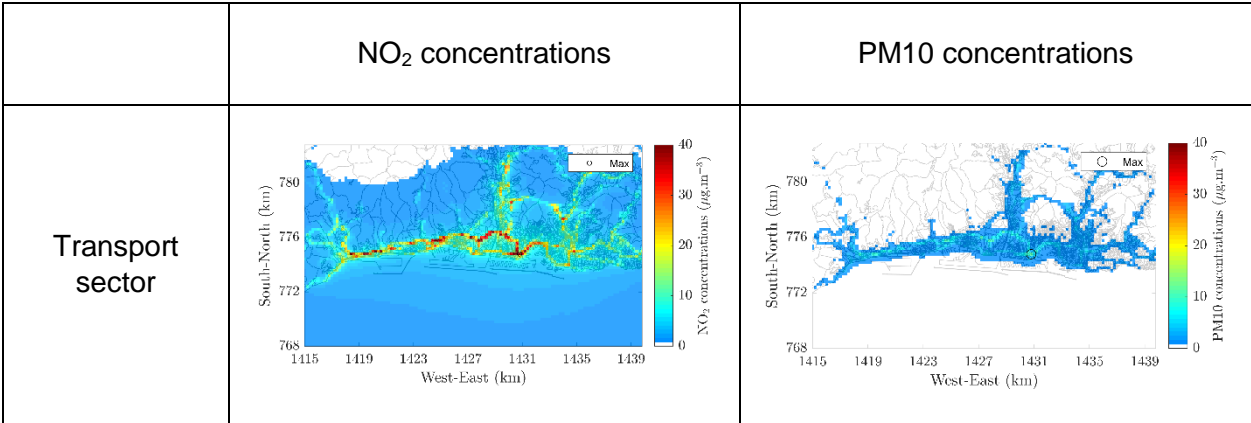 NO₂ concentrations
PM10 concentrations
Transport
sector
Max
40
30
20
10
0
NO₂ concentrations (μg.m⁻³)
780
776
772
768
South-North (km)
1415 1419 1423 1427 1431 1435 1439
West-East (km)
Max
40
30
20
10
0
PM10 concentrations (μg.m⁻³)
780
776
772
768
South-North (km)
1415 1419 1423 1427 1431 1435 1439
West-East (km)